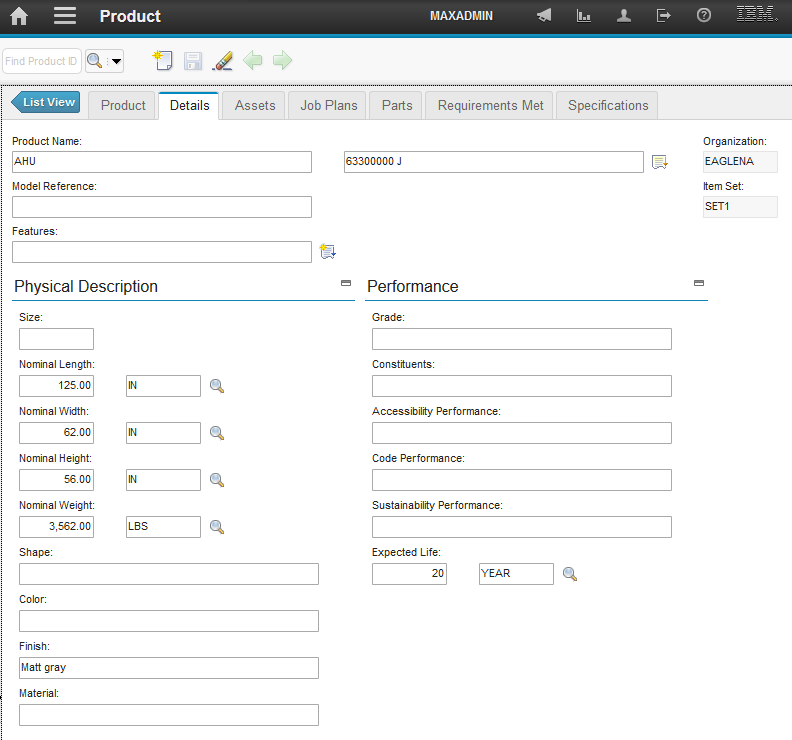 Product MAXADMIN IBM.
Find Product ID
List View Product Details Assets Job Plans Parts Requirements Met Specifications
Product Name: Organization:
AHU 63300000 J EAGLENA
Model Reference: Item Set:
SET1
Features:
Physical Description Performance
Size: Grade:
Nominal Length: Constituents:
125.00 IN
Nominal Width: Accessibility Performance:
62.00 IN
Nominal Height: Code Performance:
56.00 IN
Nominal Weight: Sustainability Performance:
3,562.00 LBS
Shape: Expected Life:
20 YEAR
Color:
Finish:
Matt gray
Material: